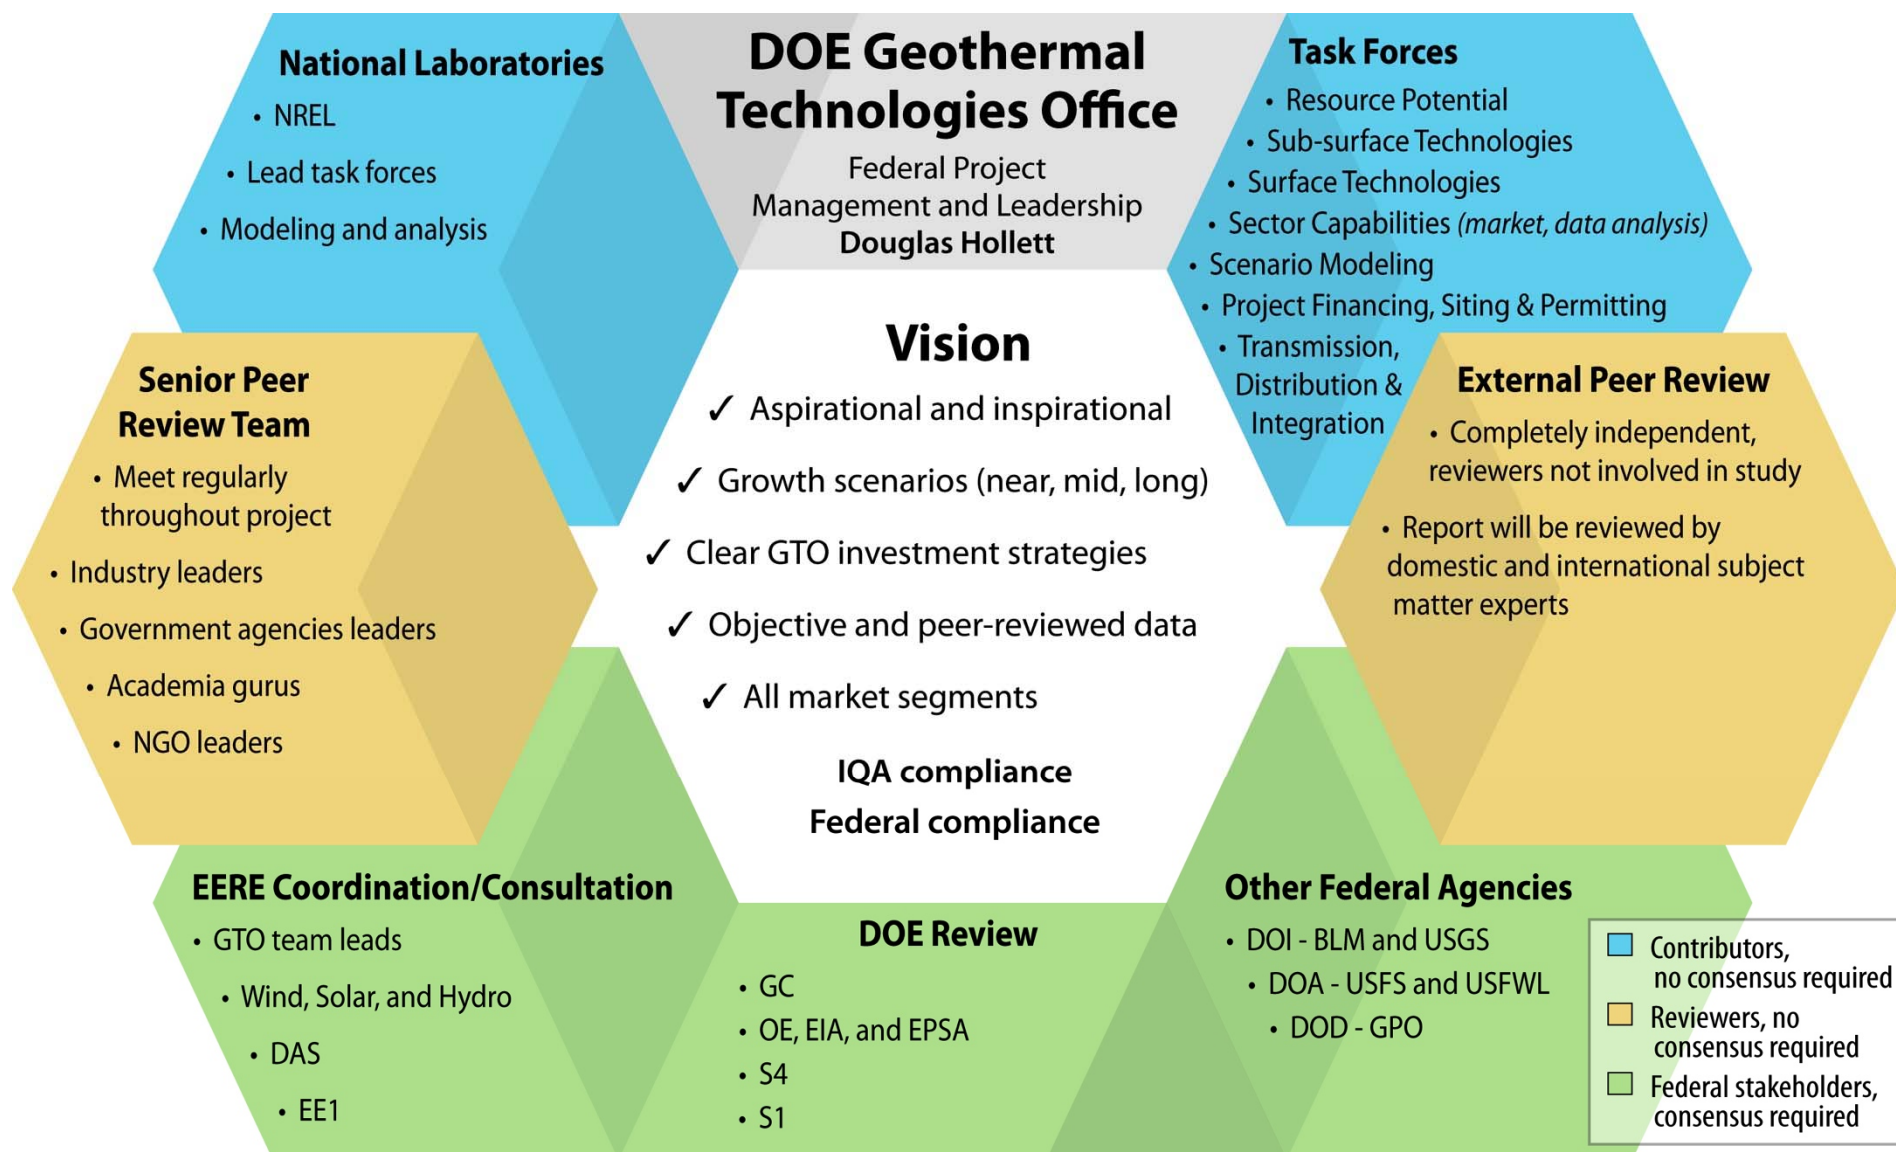 National Laboratories
• NREL
• Lead task forces
• Modeling and analysis
DOE Geothermal
Technologies Office
Federal Project
Management and Leadership
Douglas Hollett
Task Forces
• Resource Potential
• Sub-surface Technologies
• Surface Technologies
• Sector Capabilities (market, data analysis)
• Scenario Modeling
• Project Financing, Siting & Permitting
• Transmission,
Distribution &
Integration
Senior Peer
Review Team
• Meet regularly
throughout project
• Industry leaders
• Government agencies leaders
• Academia gurus
• NGO leaders
Vision
✓ Aspirational and inspirational
✓ Growth scenarios (near, mid, long)
✓ Clear GTO investment strategies
✓ Objective and peer-reviewed data
✓ All market segments
IQA compliance
Federal compliance
External Peer Review
• Completely independent,
reviewers not involved in study
• Report will be reviewed by
domestic and international subject
matter experts
EERE Coordination/Consultation
• GTO team leads
• Wind, Solar, and Hydro
• DAS
• EE1
DOE Review
• GC
• OE, EIA, and EPSA
• S4
• S1
Other Federal Agencies
• DOI - BLM and USGS
• DOA - USFS and USFWL
• DOD - GPO
Contributors,
no consensus required
Reviewers, no
consensus required
Federal stakeholders,
consensus required